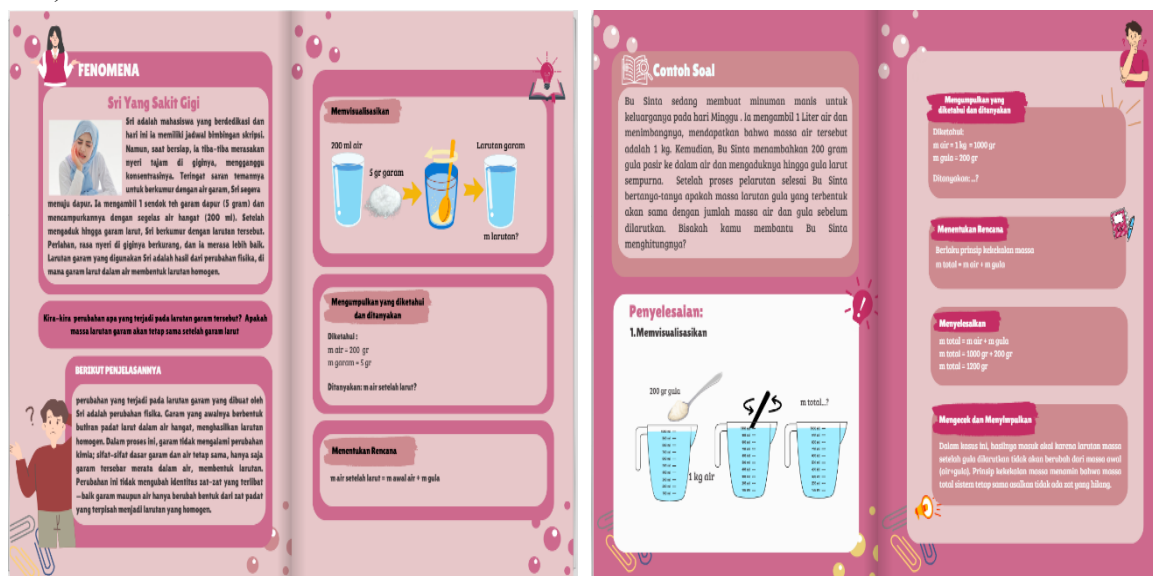 FENOMENA
Sri Yang Sakit Gigi
Sri adalah mahasiswa yang berdedikasi dan
hari ini ia memiliki jadwal bimbingan skripsi.
Namun, saat bersiap, ia tiba-tiba merasakan
nyeri tajam di giginya, mengganggu
konsentrasinya. Teringat saran temannya
untuk berkumur dengan air garam, Sri segera
menuju dapur. Ia mengambil 1 sendok teh garam dapur (5 gram) dan
mencampurkannya dengan segelas air hangat (200 ml). Setelah
mengaduk hingga garam larut, Sri berkumur dengan larutan tersebut.
Perlahan, rasa nyeri di giginya berkurang, dan ia merasa lebih baik.
Larutan garam yang digunakan Sri adalah hasil dari perubahan fisika, di
mana garam larut dalam air membentuk larutan homogen.
Kira-kira perubahan apa yang terjadi pada larutan garam tersebut? Apakah
massa larutan garam akan tetap sama setelah garam larut
BERIKUT PENJELASANNYA
perubahan yang terjadi pada larutan garam yang dibuat oleh
Sri adalah perubahan fisika. Garam yang awalnya berbentuk
butiran padat larut dalam air hangat, menghasilkan larutan
homogen. Dalam proses ini, garam tidak mengalami perubahan
kimia; sifat-sifat dasar garam dan air tetap sama, hanya saja
garam tersebar merata dalam air, membentuk larutan.
Perubahan ini tidak mengubah identitas zat-zat yang terlibat
—baik garam maupun air hanya berubah bentuk dari zat padat
yang terpisah menjadi larutan yang homogen.
Memvisualisasikan
200 ml air
5 gr garam
Larutan garam
m larutan?
Mengumpulkan yang diketahui
dan ditanyakan
Diketahui :
m air = 200 gr
m garam = 5 gr
Ditanyakan: m air setelah larut?
Menentukan Rencana
m air setelah larut = m awal air + m gula
Contoh Soal
Bu Sinta sedang membuat minuman manis untuk
keluarganya pada hari Minggu . Ia mengambil 1 Liter air dan
menimbangnya, mendapatkan bahwa massa air tersebut
adalah 1 kg. Kemudian, Bu Sinta menambahkan 200 gram
gula pasir ke dalam air dan mengaduknya hingga gula larut
sempurna. Setelah proses pelarutan selesai Bu Sinta
bertanya-tanya apakah massa larutan gula yang terbentuk
akan sama dengan jumlah massa air dan gula sebelum
dilarutkan. Bisakah kamu membantu Bu Sinta
menghitungnya?
Penyelesaian:
1.Memvisualisasikan
200 gr gula
1 kg air
m total...?
Mengumpulkan yang
diketahui dan ditanyakan
Diketahui:
m air = 1 kg = 1000 gr
m gula = 200 gr
Ditanyakan: ...?
Menentukan Rencana
Berlaku prinsip kekekalan massa
m total = m air + m gula
Menyelesaikan
m total = m air + m gula
m total = 1000 gr + 200 gr
m total = 1200 gr
Mengecek dan Menyimpulkan
Dalam kasus ini, hasilnya masuk akal karena larutan massa
setelah gula dilarutkan tidak akan berubah dari massa awal
(air+gula). Prinsip kekekalan massa menamin bahwa massa
total sistem tetap sama asalkan tidak ada zat yang hilang.